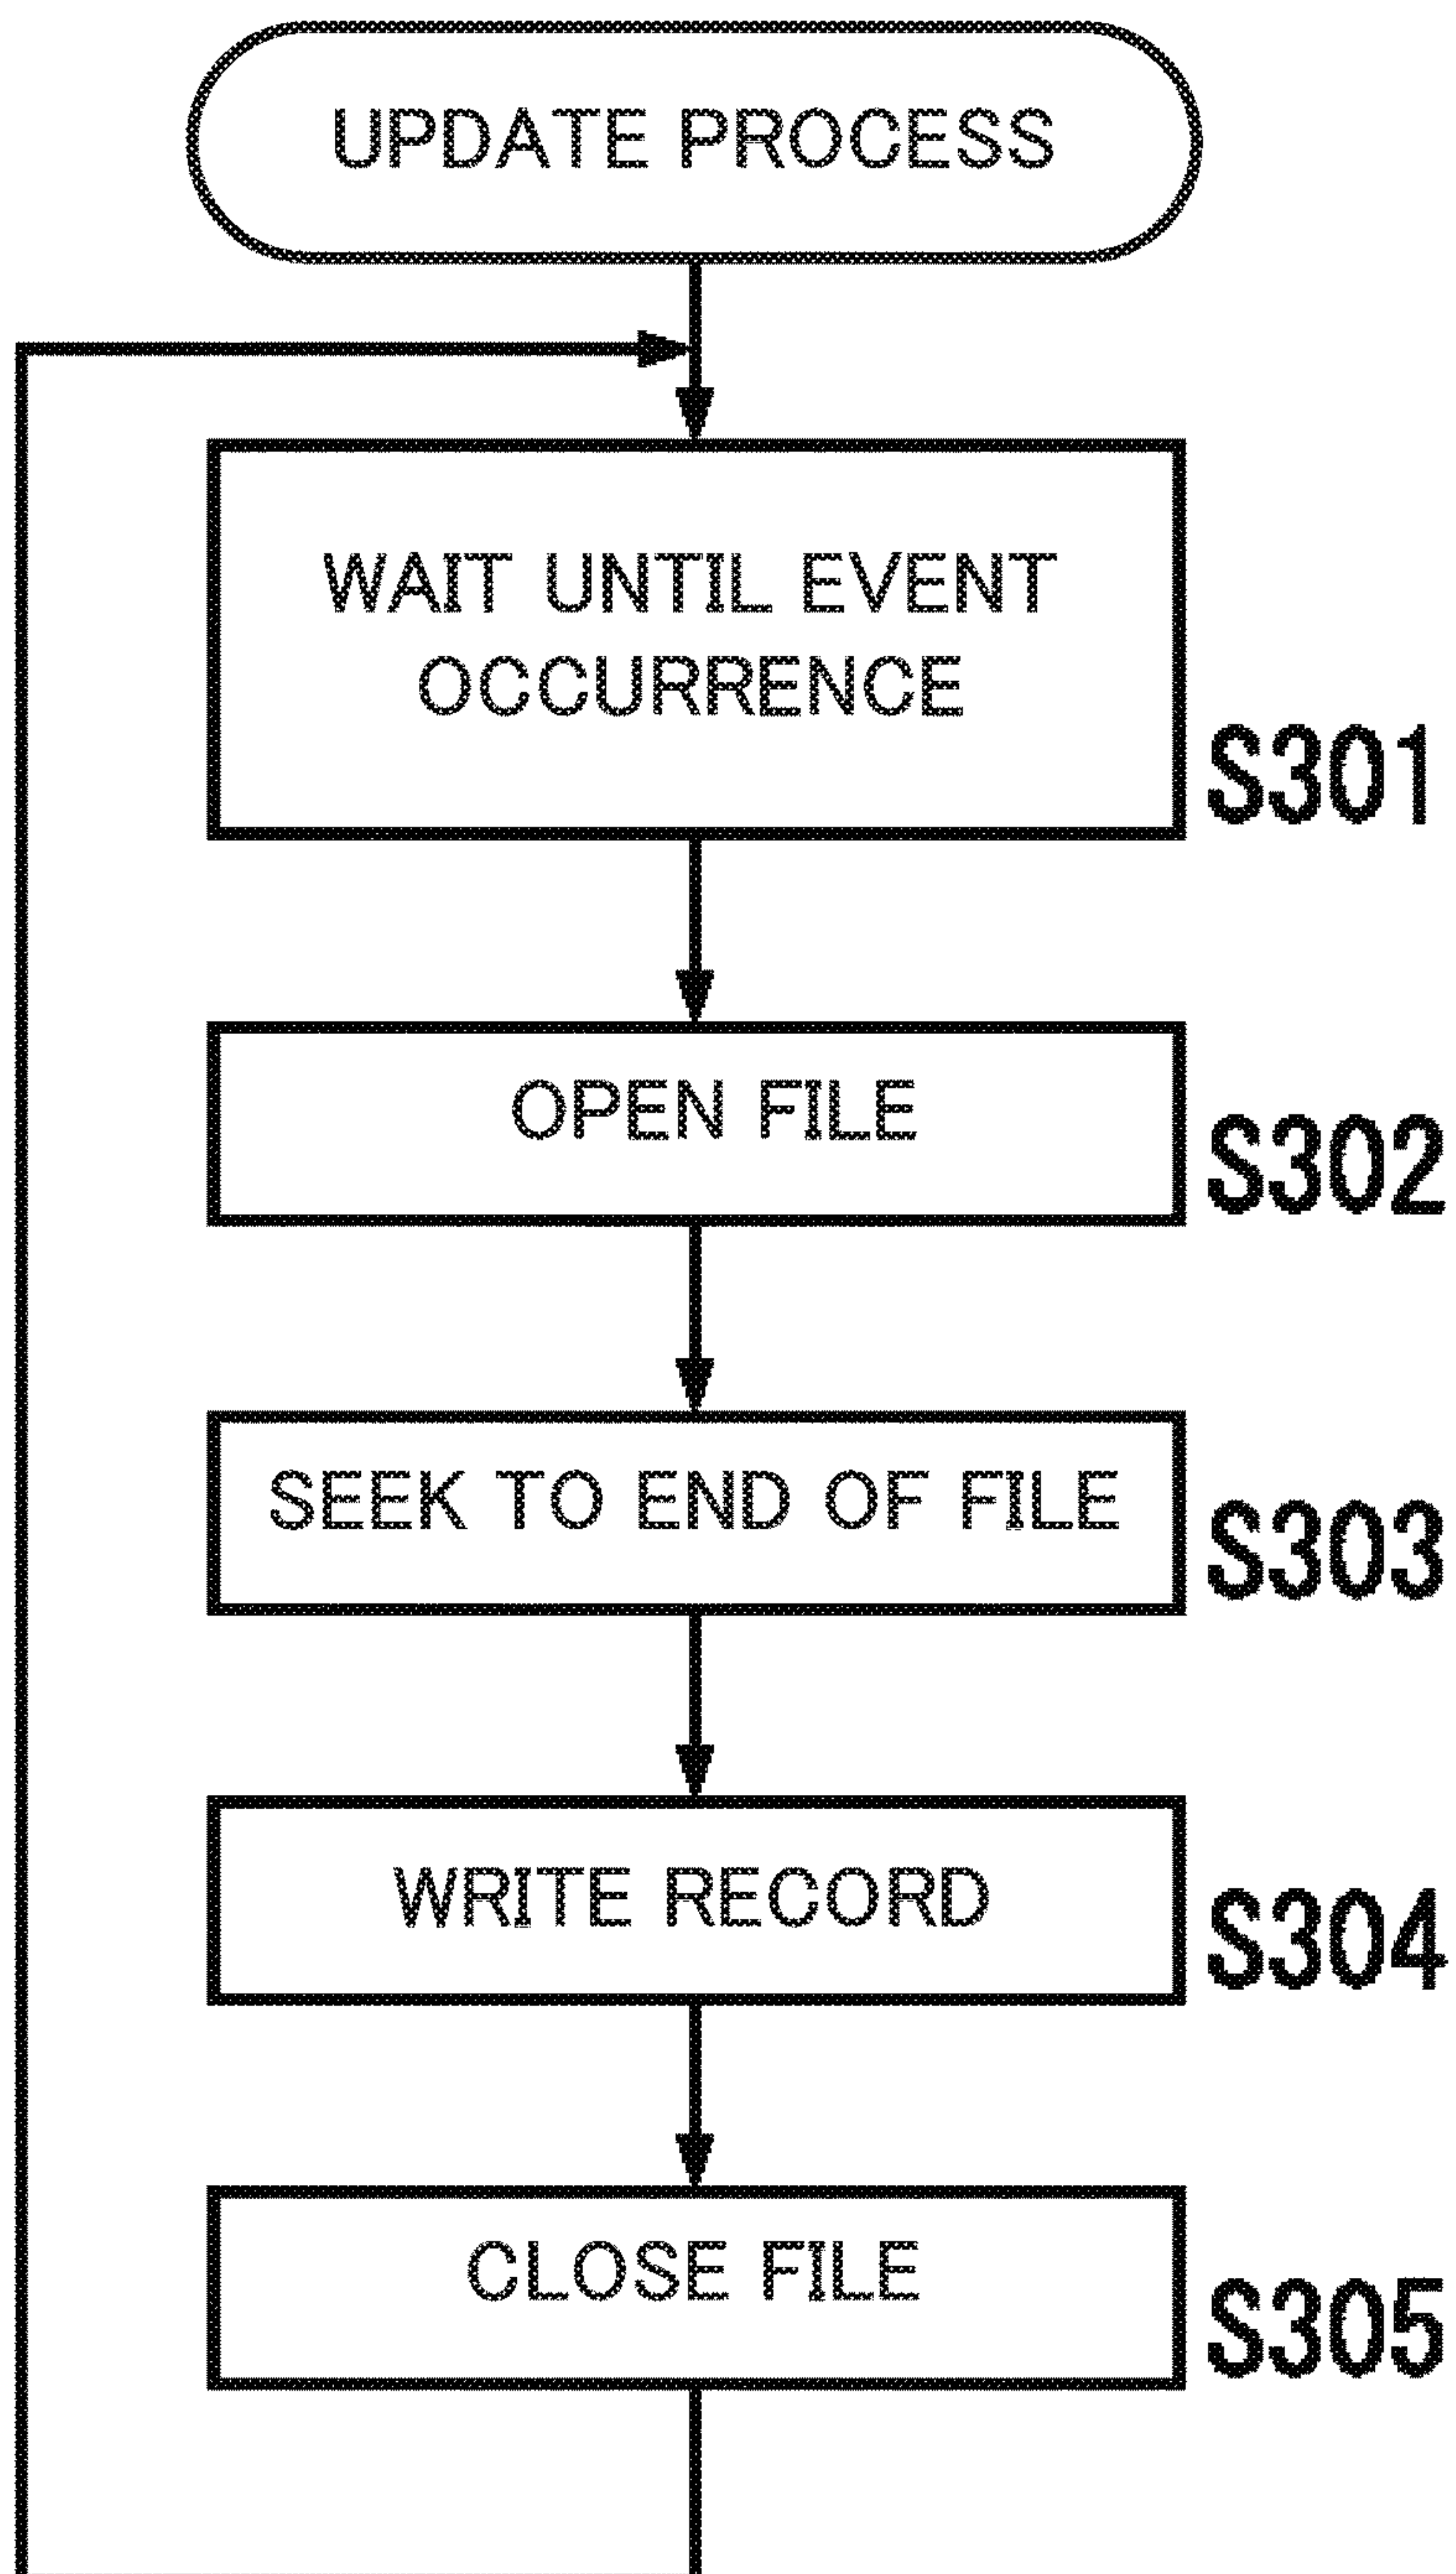 UPDATE PROCESS
WAIT UNTIL EVENT
OCCURRENCE
S301
OPEN FILE
S302
SEEK TO END OF FILE
S303
WRITE RECORD
S304
CLOSE FILE
S305